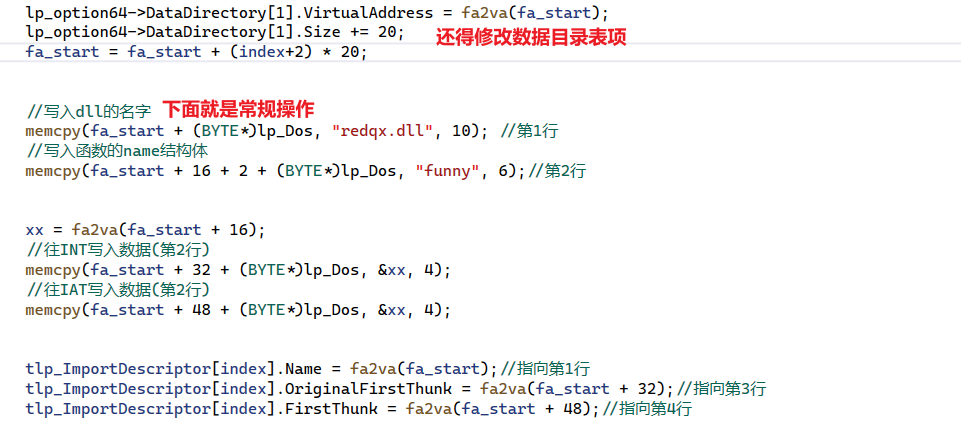 lp_option64->DataDirectory[1].VirtualAddress = fa2va(fa_start);
lp_option64->DataDirectory[1].Size += 20; 还得修改数据目录表项
fa_start = fa_start + (index+2) * 20;
//写入dll的名字 下面就是常规操作
memcpy(fa_start + (BYTE*)lp_Dos, "redqx.dll", 10); //第1行
//写入函数的name结构体
memcpy(fa_start + 16 + 2 + (BYTE*)lp_Dos, "funny", 6);//第2行
xx = fa2va(fa_start + 16);
//往INT写入数据(第2行)
memcpy(fa_start + 32 + (BYTE*)lp_Dos, &xx, 4);
//往IAT写入数据(第2行)
memcpy(fa_start + 48 + (BYTE*)lp_Dos, &xx, 4);
tlp_ImportDescriptor[index].Name = fa2va(fa_start);//指向第1行
tlp_ImportDescriptor[index].OriginalFirstThunk = fa2va(fa_start + 32);//指向第3行
tlp_ImportDescriptor[index].FirstThunk = fa2va(fa_start + 48);//指向第4行